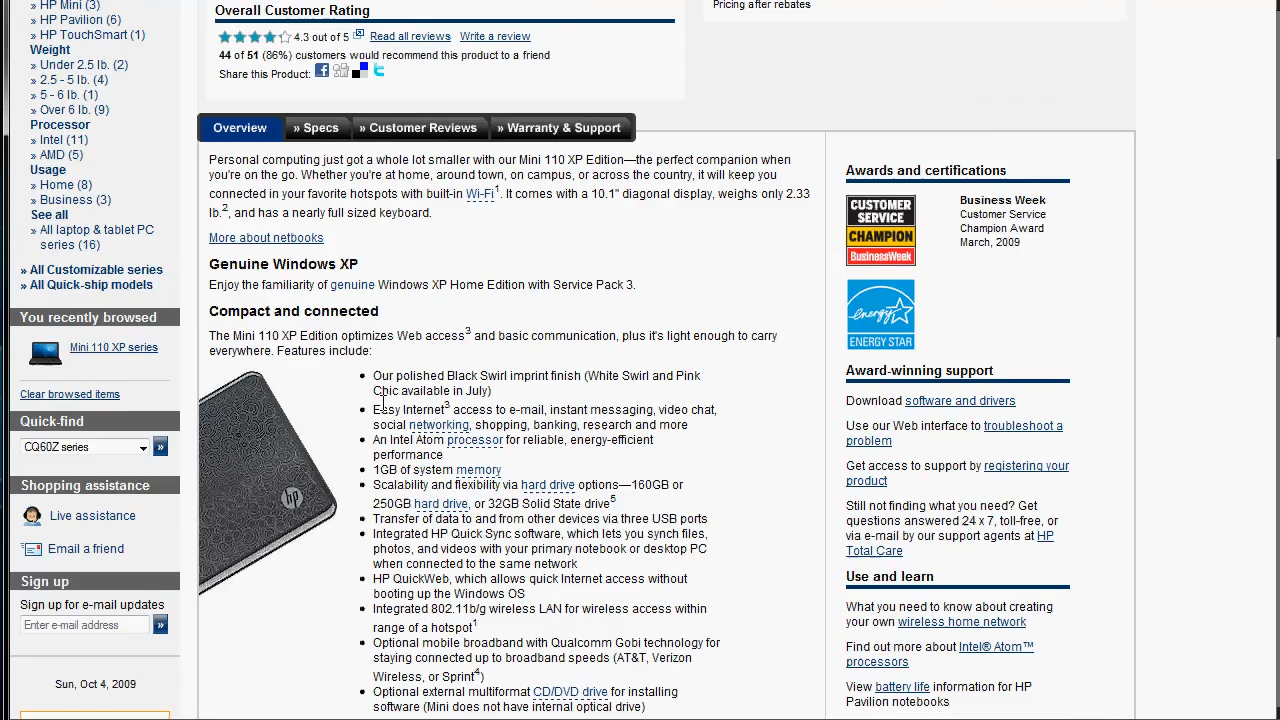 » HP Mini (3)
» HP Pavilion (6)
» HP TouchSmart (1)
Weight
» Under 2.5 lb. (2)
» 2.5 - 5 lb. (4)
» 5 - 6 lb. (1)
» Over 6 lb. (9)
Processor
» Intel (11)
» AMD (5)
Usage
» Home (8)
» Business (3)
See all
» All laptop & tablet PC
series (16)
» All Customizable series
» All Quick-ship models
You recently browsed
Mini 110 XP series
Clear browsed items
Quick-find
CQ60Z series »
Shopping assistance
Live assistance
Email a friend
Sign up
Sign up for e-mail updates
Enter e-mail address »
Sun, Oct 4, 2009
Overall Customer Rating
4.3 out of 5 Read all reviews Write a review
44 of 51 (86%) customers would recommend this product to a friend
Share this Product:
Pricing after rebates
Overview » Specs » Customer Reviews » Warranty & Support
Personal computing just got a whole lot smaller with our Mini 110 XP Edition—the perfect companion when
you're on the go. Whether you're at home, around town, on campus, or across the country, it will keep you
connected in your favorite hotspots with built-in Wi-Fi1. It comes with a 10.1" diagonal display, weighs only 2.33
lb.2, and has a nearly full sized keyboard.
More about netbooks
Genuine Windows XP
Enjoy the familiarity of genuine Windows XP Home Edition with Service Pack 3.
Compact and connected
The Mini 110 XP Edition optimizes Web access3 and basic communication, plus it's light enough to carry
everywhere. Features include:
hp
• Our polished Black Swirl imprint finish (White Swirl and Pink
Chic available in July)
• Easy Internet3 access to e-mail, instant messaging, video chat,
social networking, shopping, banking, research and more
• An Intel Atom processor for reliable, energy-efficient
performance
• 1GB of system memory
• Scalability and flexibility via hard drive options—160GB or
250GB hard drive, or 32GB Solid State drive5
• Transfer of data to and from other devices via three USB ports
• Integrated HP Quick Sync software, which lets you synch files,
photos, and videos with your primary notebook or desktop PC
when connected to the same network
• HP QuickWeb, which allows quick Internet access without
booting up the Windows OS
• Integrated 802.11b/g wireless LAN for wireless access within
range of a hotspot1
• Optional mobile broadband with Qualcomm Gobi technology for
staying connected up to broadband speeds (AT&T, Verizon
Wireless, or Sprint4)
• Optional external multiformat CD/DVD drive for installing
software (Mini does not have internal optical drive)
Awards and certifications
CUSTOMER
SERVICE
CHAMPION
BusinessWeek
Business Week
Customer Service
Champion Award
March, 2009
energy
ENERGY STAR
Award-winning support
Download software and drivers
Use our Web interface to troubleshoot a
problem
Get access to support by registering your
product
Still not finding what you need? Get
questions answered 24 x 7, toll-free, or
via e-mail by our support agents at HP
Total Care
Use and learn
What you need to know about creating
your own wireless home network
Find out more about Intel® Atom™
processors
View battery life information for HP
Pavilion notebooks